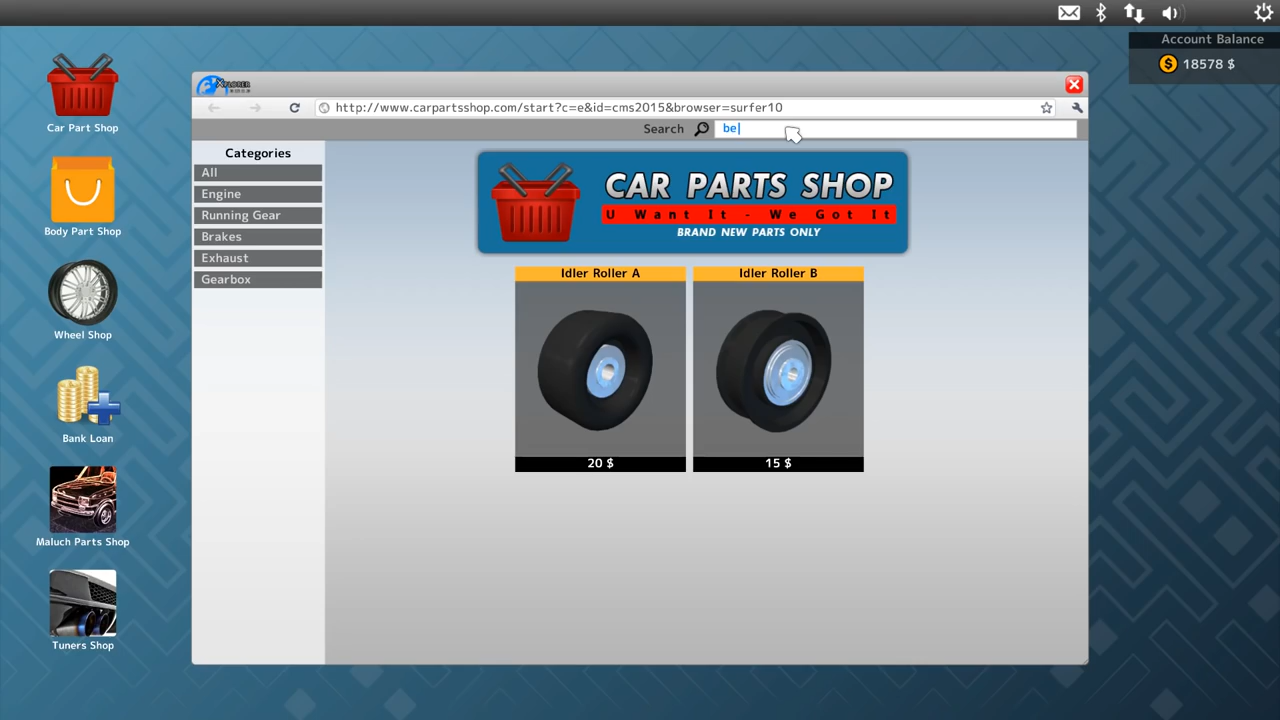 Account Balance
$ 18578 $
Car Part Shop
Body Part Shop
Wheel Shop
Bank Loan
Maluch Parts Shop
Tuners Shop
XPLORER
http://www.carpartsshop.com/start?c=e&id=cms2015&browser=surfer10
Search be
Categories
All
Engine
Running Gear
Brakes
Exhaust
Gearbox
CAR PARTS SHOP
U Want It - We Got It
BRAND NEW PARTS ONLY
Idler Roller A
20 $
Idler Roller B
15 $